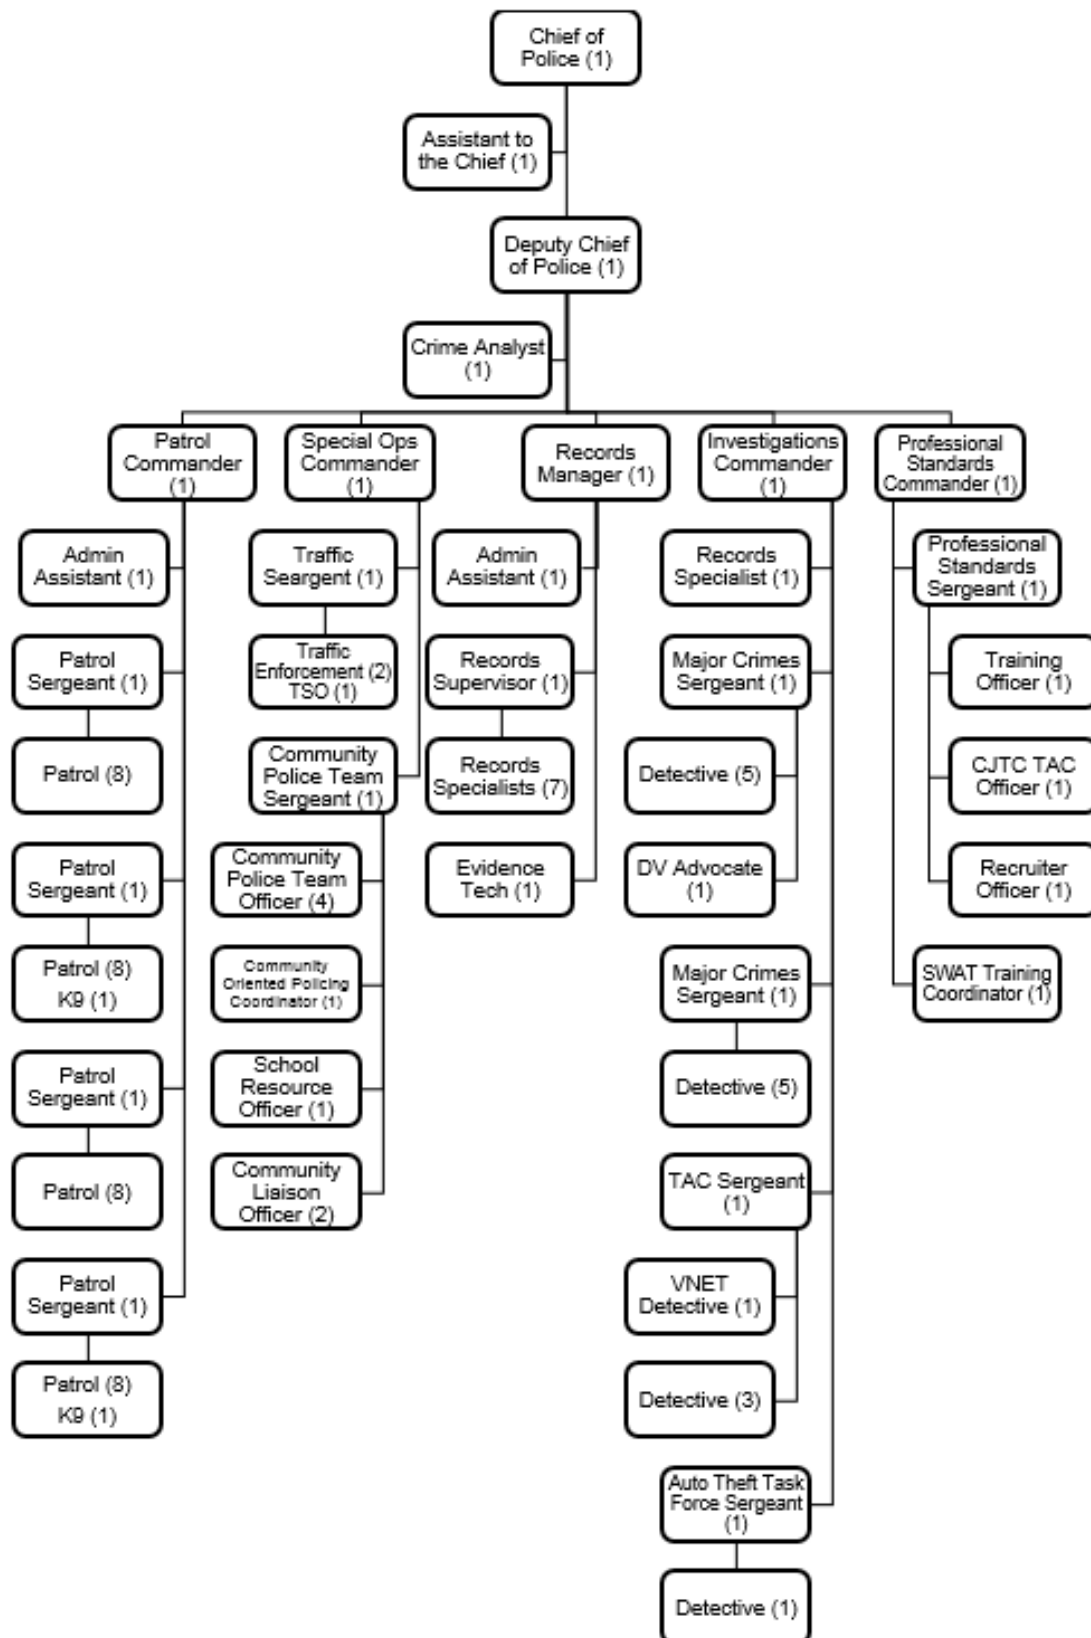 Chief of
Police (1)
Assistant to
the Chief (1)
Deputy Chief
of Police (1)
Crime Analyst
(1)
Patrol
Commander
(1)
Special Ops
Commander
(1)
Records
Manager (1)
Investigations
Commander
(1)
Professional
Standards
Commander (1)
Admin
Assistant (1)
Patrol
Sergeant (1)
Patrol (8)
Patrol
Sergeant (1)
Patrol (8)
K9 (1)
Patrol
Sergeant (1)
Patrol (8)
Patrol
Sergeant (1)
Patrol (8)
K9 (1)
Traffic
Seargent (1)
Traffic
Enforcement (2)
TSO (1)
Community
Police Team
Sergeant (1)
Community
Police Team
Officer (4)
Community
Oriented Policing
Coordinator (1)
School
Resource
Officer (1)
Community
Liaison
Officer (2)
Admin
Assistant (1)
Records
Supervisor (1)
Records
Specialists (7)
Evidence
Tech (1)
Records
Specialist (1)
Major Crimes
Sergeant (1)
Detective (5)
DV Advocate
(1)
Major Crimes
Sergeant (1)
Detective (5)
TAC Sergeant
(1)
VNET
Detective (1)
Detective (3)
Auto Theft Task
Force Sergeant
(1)
Detective (1)
Professional
Standards
Sergeant (1)
Training
Officer (1)
CJTC TAC
Officer (1)
Recruiter
Officer (1)
SWAT Training
Coordinator (1)